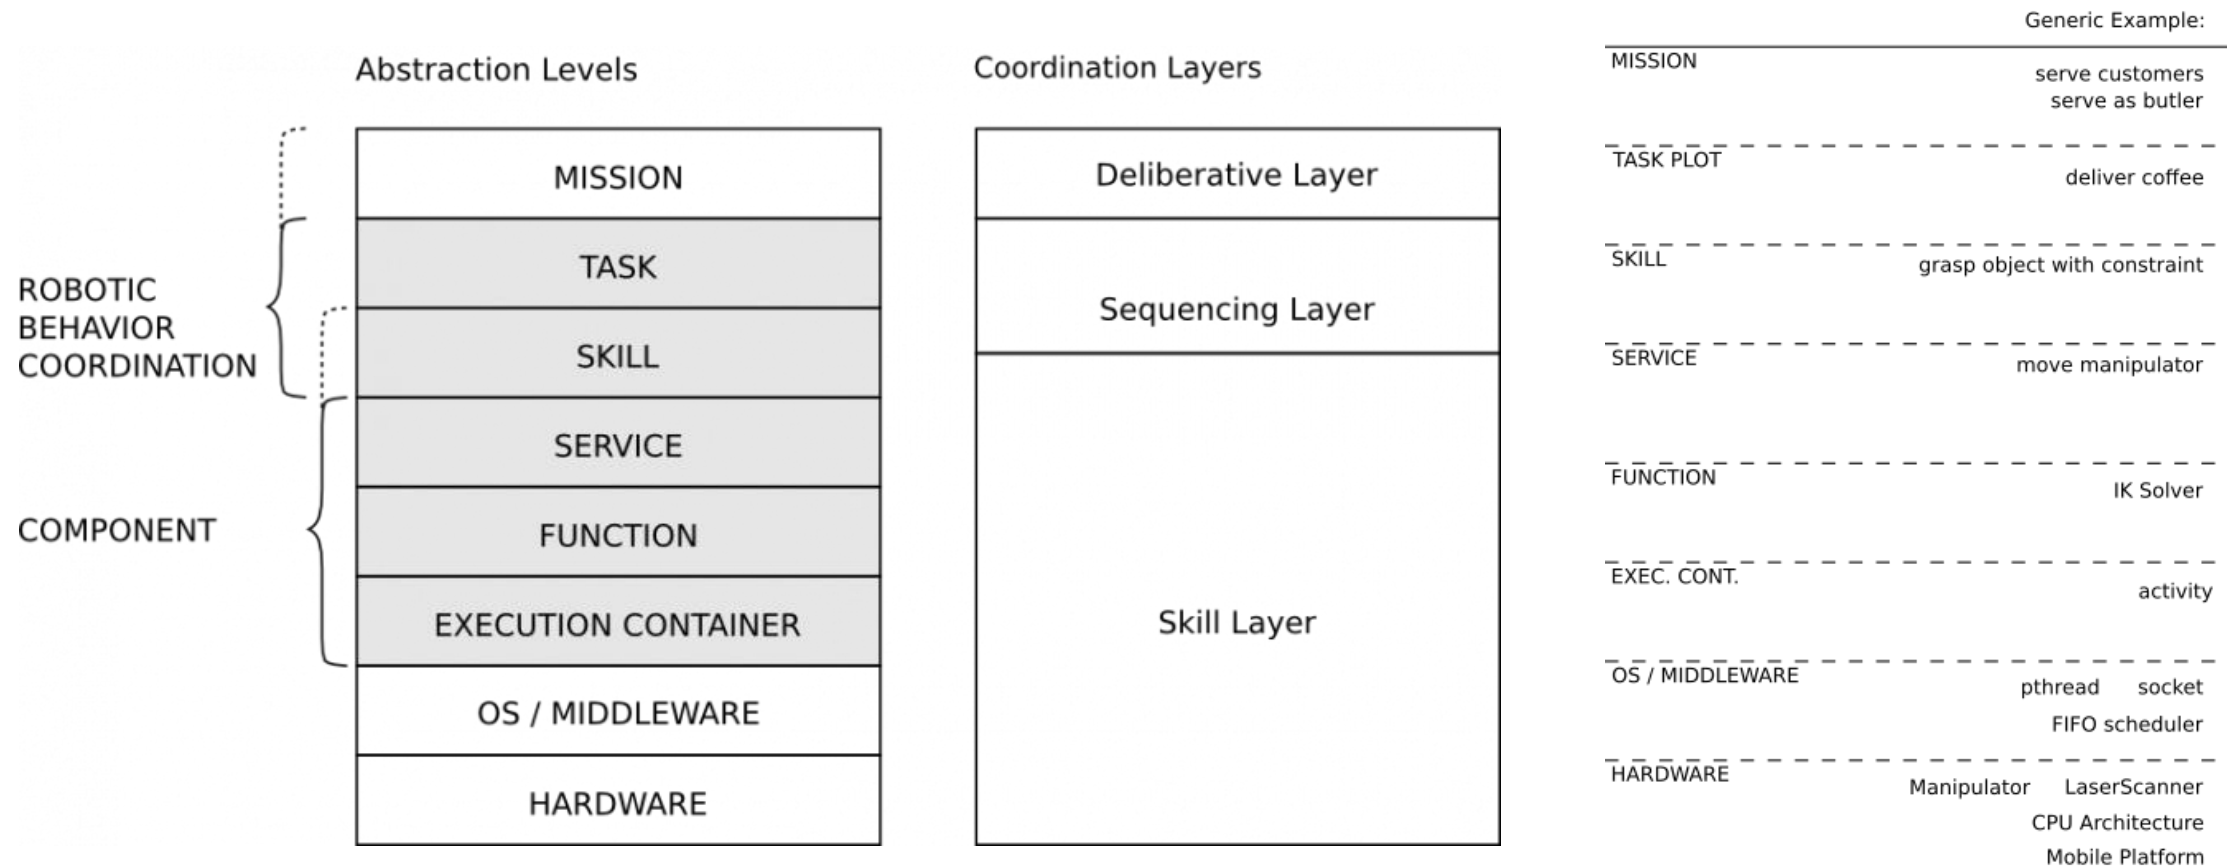 Abstraction Levels
MISSION
TASK
SKILL
SERVICE
FUNCTION
EXECUTION CONTAINER
OS / MIDDLEWARE
HARDWARE
ROBOTIC
BEHAVIOR
COORDINATION
COMPONENT
Coordination Layers
Deliberative Layer
Sequencing Layer
Skill Layer
Generic Example:
MISSION
serve customers
serve as butler
TASK PLOT
deliver coffee
SKILL
grasp object with constraint
SERVICE
move manipulator
FUNCTION
IK Solver
EXEC. CONT.
activity
OS / MIDDLEWARE
pthread socket
FIFO scheduler
HARDWARE
Manipulator LaserScanner
CPU Architecture
Mobile Platform